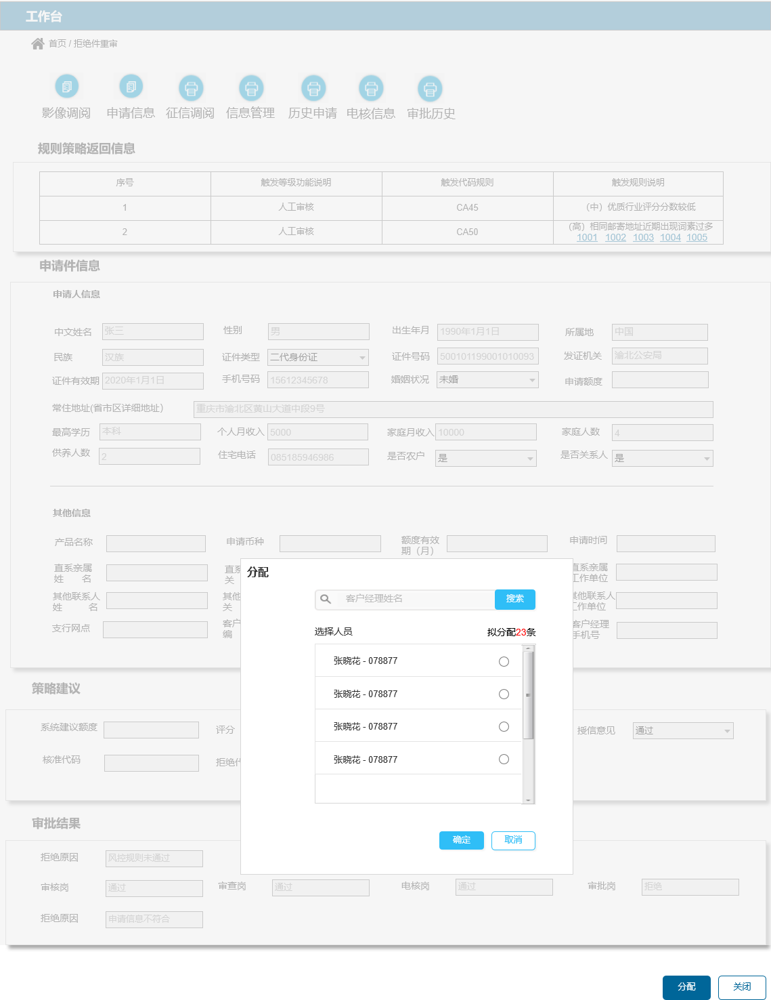 工作台
首页 / 拒绝件重审
影像调阅 申请信息 征信调阅 信息管理 历史申请 电核信息 审批历史
规则策略返回信息
序号 触发等级功能说明 触发代码规则 触发规则说明
1 人工审核 CA45 （中）优质行业评分分数较低
2 人工审核 CA50 （高）相同邮寄地址近期出现词素过多
1001 1002 1003 1004 1005
申请件信息
申请人信息
中文姓名 张三 性别 男 出生年月 1990年1月1日 所属地 中国
民族 汉族 证件类型 二代身份证 证件号码 500101199001010093 发证机关 渝北公安局
证件有效期 2020年1月1日 手机号码 15612345678 婚姻状况 未婚 申请额度
常住地址(省市区详细地址） 重庆市渝北区黄山大道中段9号
最高学历 本科 个人月收入 5000 家庭月收入 10000 家庭人数 4
供养人数 2 住宅电话 085185946986 是否农户 是 是否关系人 是
其他信息
产品名称 申请币种 额度有效 申请时间
期（月）
直系亲属 直系 直系亲属
姓 名 关 工作单位
其他联系人 其他 其他联系人
姓 名 关 工作单位
支行网点 客户 客户经理
编 手机号
分配
客户经理姓名 搜索
选择人员 拟分配23条
张晓花 - 078877
张晓花 - 078877
张晓花 - 078877
张晓花 - 078877
确定 取消
策略建议
系统建议额度 评分 授信意见 通过
核准代码 拒绝代
审批结果
拒绝原因 风控规则未通过
审核岗 通过 审查岗 通过 电核岗 通过 审批岗 拒绝
拒绝原因 申请信息不符合
分配 关闭